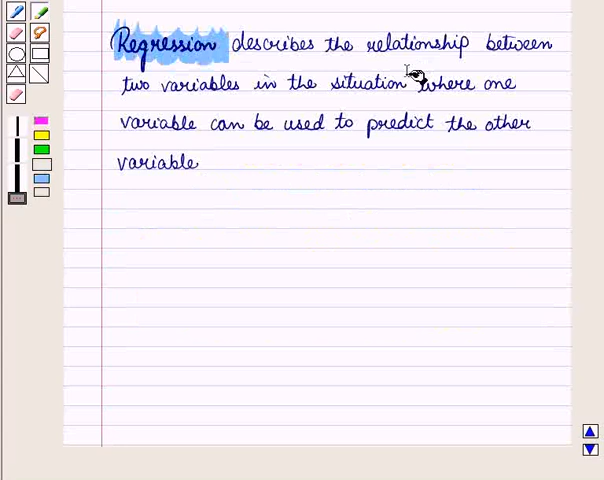 Regression describes the relationship between
two variables in the situation where one
variable can be used to predict the other
variable